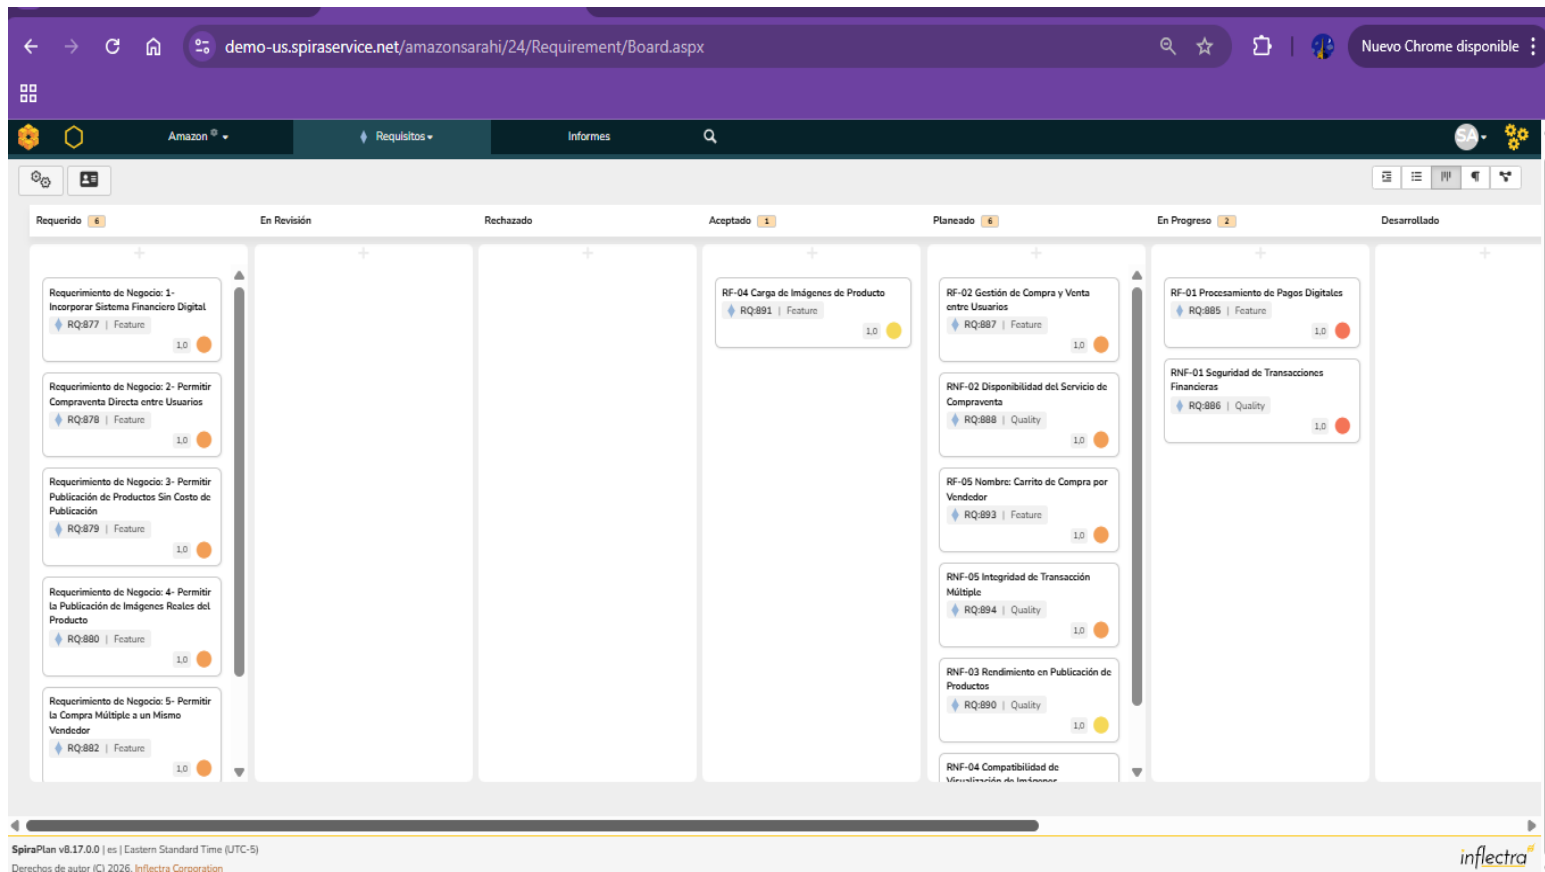 demo-us.spiraservice.net/amazonsarahi/24/Requirement/Board.aspx
Nuevo Chrome disponible
Amazon
Requisitos
Informes
SA
Requerido 6
En Revisión
Rechazado
Aceptado 1
Planeado 6
En Progreso 2
Desarrollado
Requerimiento de Negocio: 1-
Incorporar Sistema Financiero Digital
RQ:877 | Feature
1,0
Requerimiento de Negocio: 2- Permitir
Compraventa Directa entre Usuarios
RQ:878 | Feature
1,0
Requerimiento de Negocio: 3- Permitir
Publicación de Productos Sin Costo de
Publicación
RQ:879 | Feature
1,0
Requerimiento de Negocio: 4- Permitir
la Publicación de Imágenes Reales del
Producto
RQ:880 | Feature
1,0
Requerimiento de Negocio: 5- Permitir
la Compra Múltiple a un Mismo
Vendedor
RQ:882 | Feature
1,0
RF-04 Carga de Imágenes de Producto
RQ:891 | Feature
1,0
RF-02 Gestión de Compra y Venta
entre Usuarios
RQ:887 | Feature
1,0
RNF-02 Disponibilidad del Servicio de
Compraventa
RQ:888 | Quality
1,0
RF-05 Nombre: Carrito de Compra por
Vendedor
RQ:893 | Feature
1,0
RNF-05 Integridad de Transacción
Múltiple
RQ:894 | Quality
1,0
RNF-03 Rendimiento en Publicación de
Productos
RQ:890 | Quality
1,0
RNF-04 Compatibilidad de
Visualización de Imágenes
RF-01 Procesamiento de Pagos Digitales
RQ:885 | Feature
1,0
RNF-01 Seguridad de Transacciones
Financieras
RQ:886 | Quality
1,0
SpiraPlan v8.17.0.0 | es | Eastern Standard Time (UTC-5)
Derechos de autor (C) 2026, Inflectra Corporation
inflectra